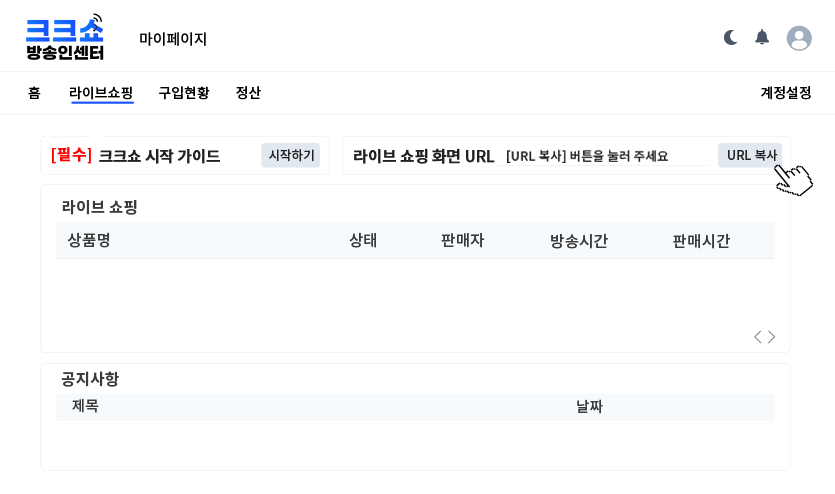 크크쇼
방송인센터
마이페이지
홈 라이브쇼핑 구입현황 정산 계정설정
[필수] 크크쇼 시작 가이드 시작하기
라이브 쇼핑 화면 URL [URL 복사] 버튼을 눌러 주세요 URL 복사
라이브 쇼핑
상품명 상태 판매자 방송시간 판매시간
공지사항
제목 날짜